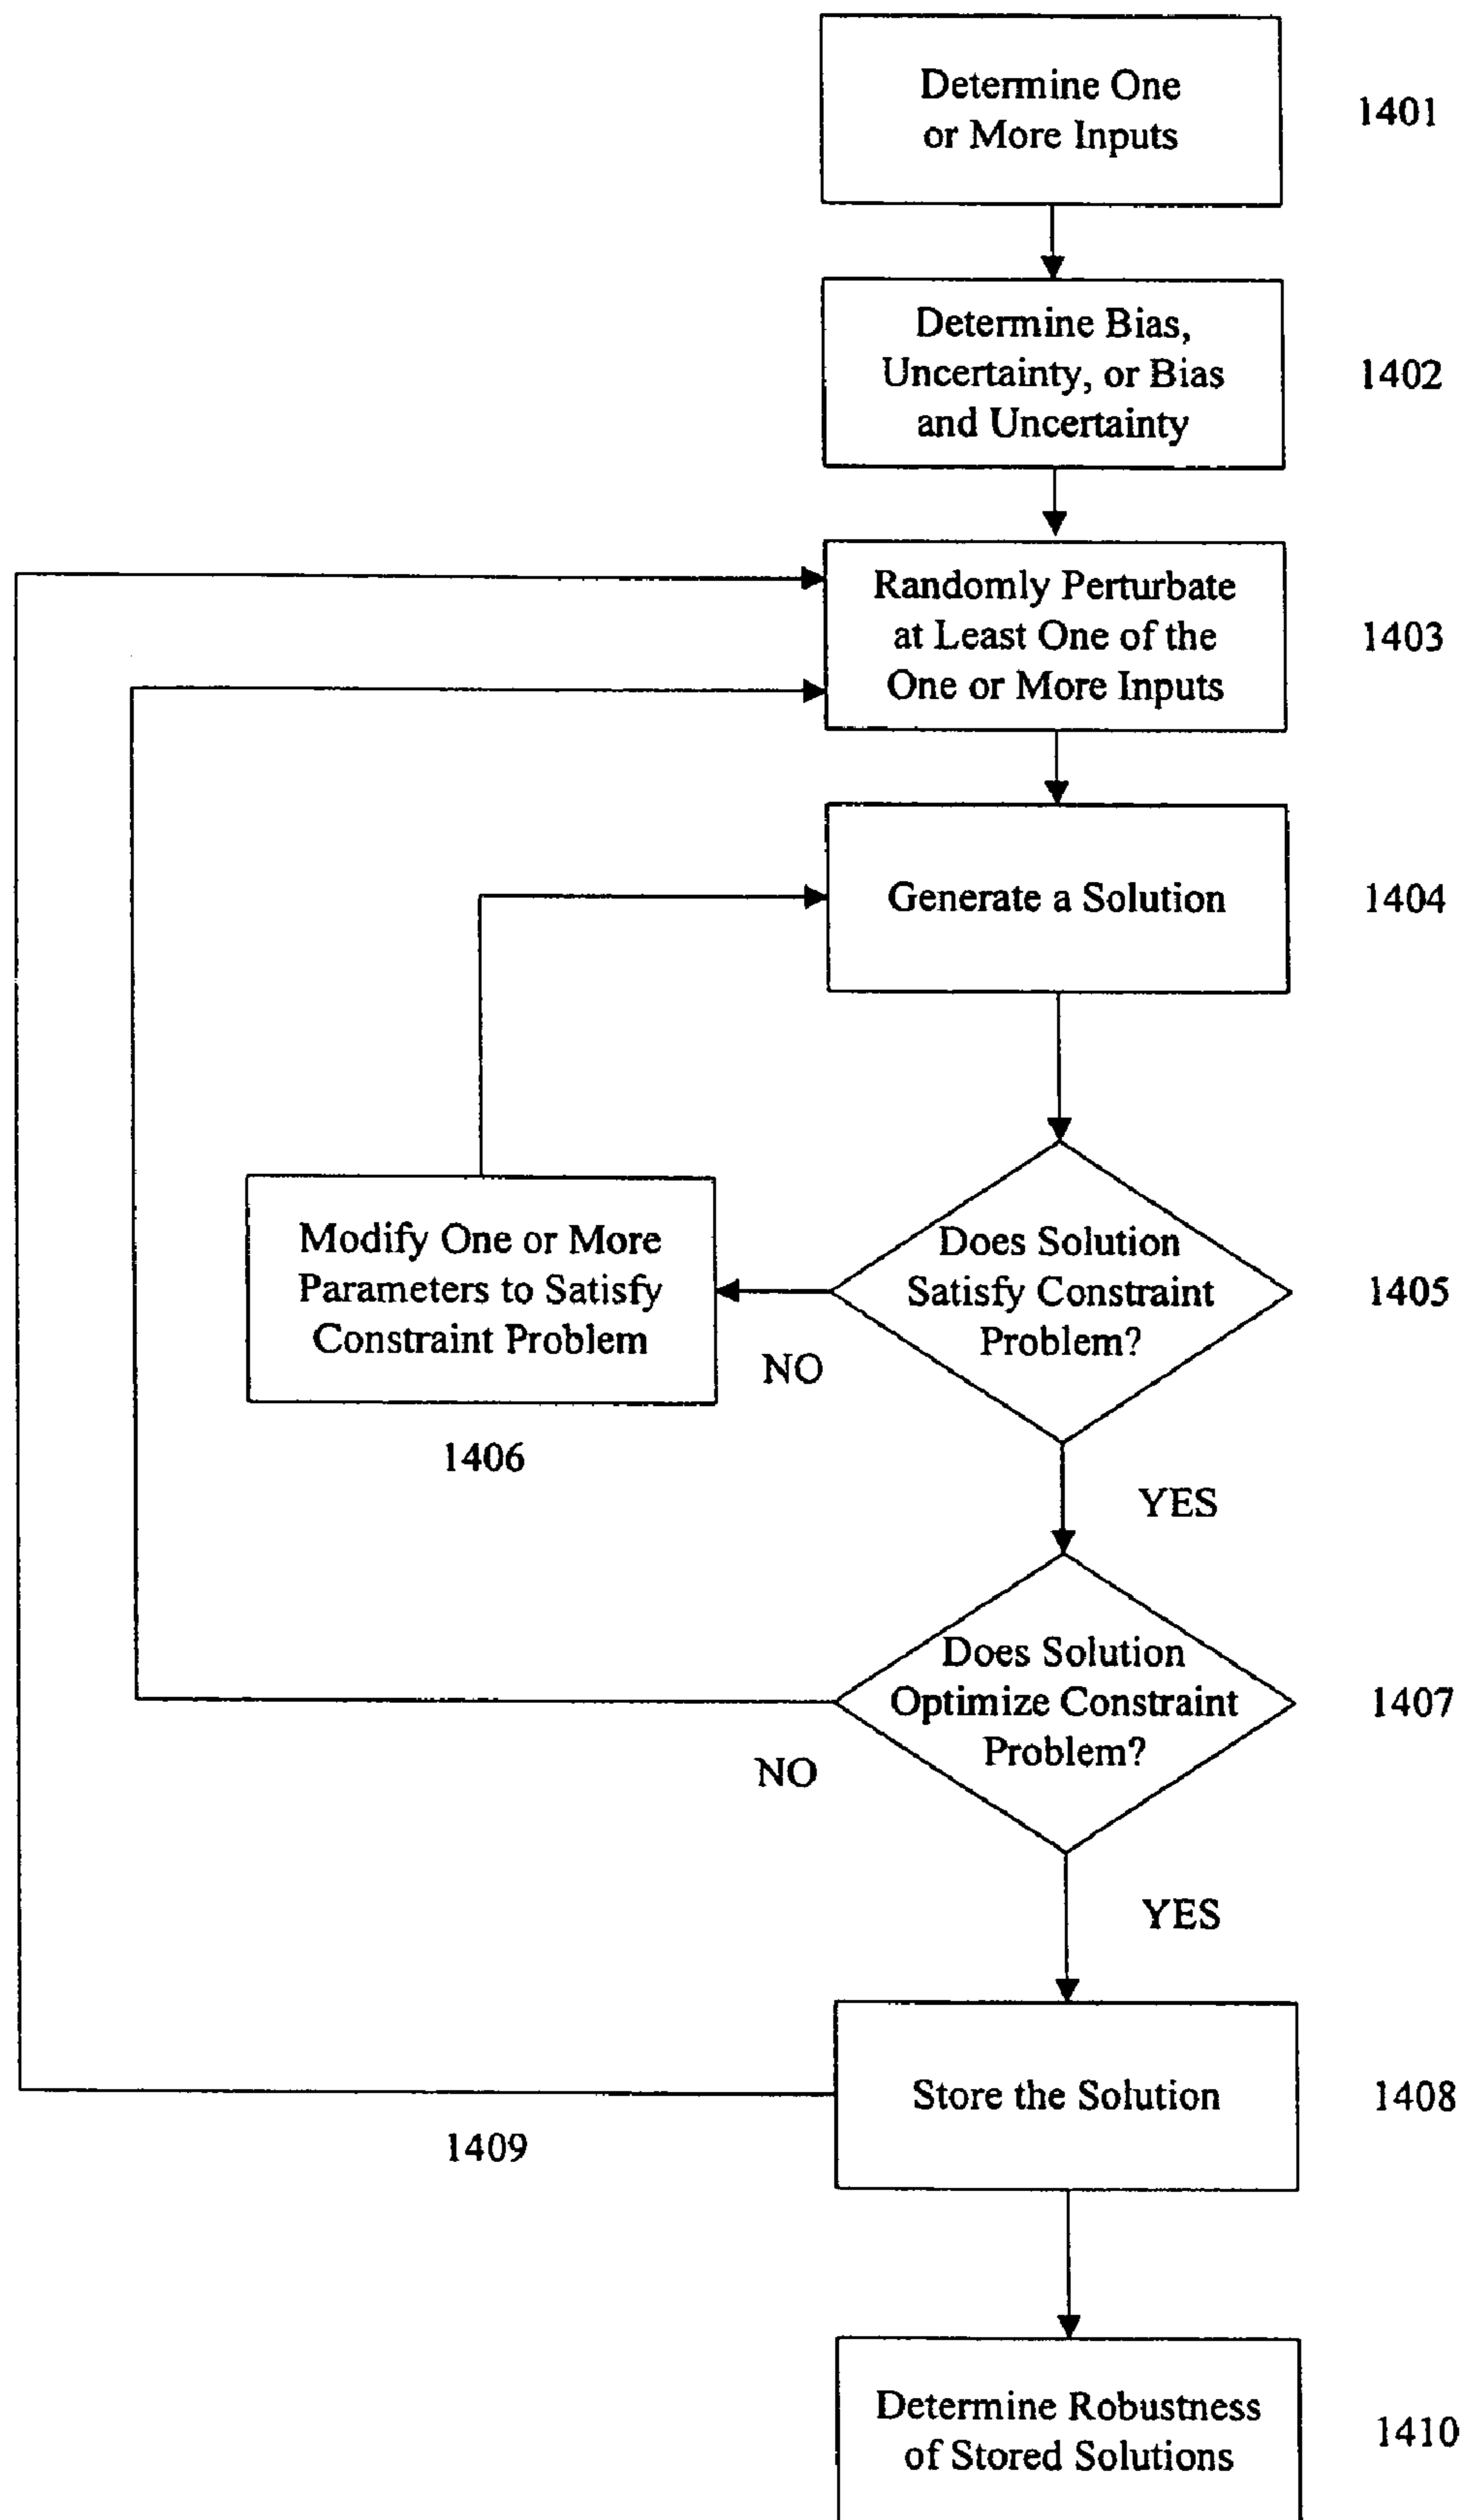 Determine One
or More Inputs
1401
Determine Bias,
Uncertainty, or Bias
and Uncertainty
1402
Randomly Perturbate
at Least One of the
One or More Inputs
1403
Generate a Solution
1404
Does Solution
Satisfy Constraint
Problem?
1405
NO
Modify One or More
Parameters to Satisfy
Constraint Problem
1406
YES
Does Solution
Optimize Constraint
Problem?
1407
NO
YES
Store the Solution
1408
1409
Determine Robustness
of Stored Solutions
1410